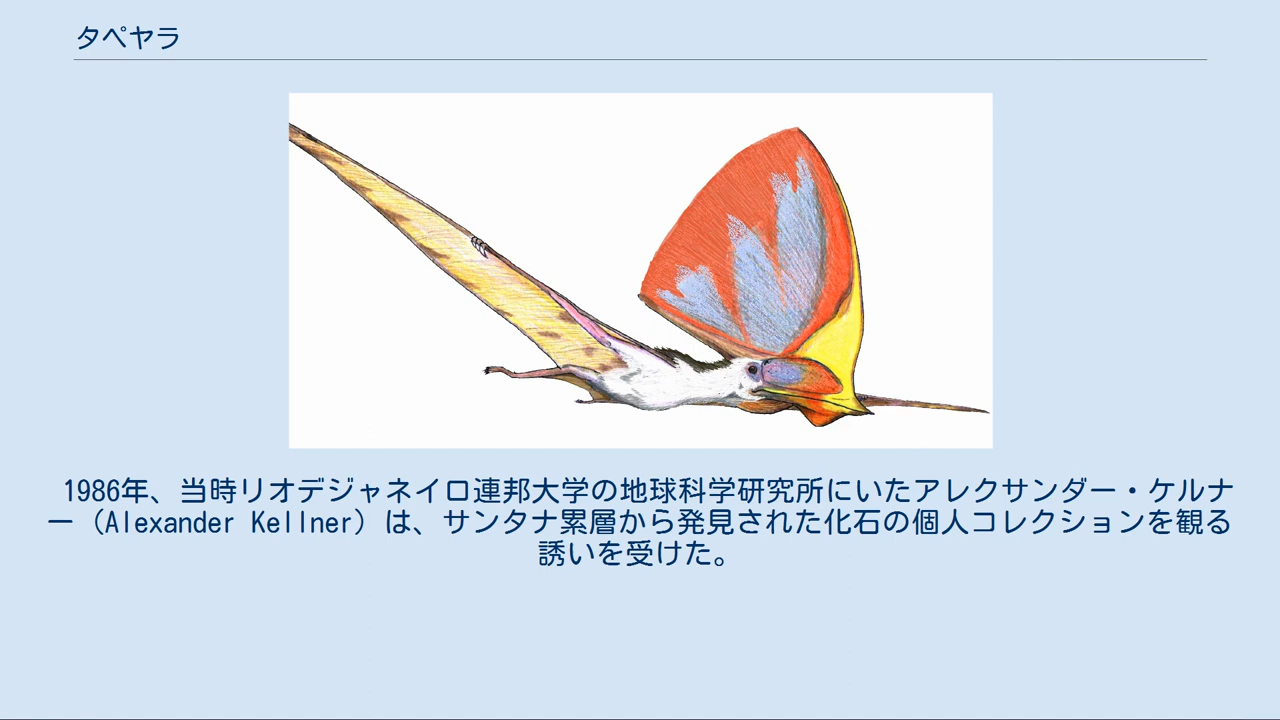 タペヤラ
1986年、当時リオデジャネイロ連邦大学の地球科学研究所にいたアレクサンダー・ケルナ
ー（Alexander Kellner）は、サンタナ累層から発見された化石の個人コレクションを観る
誘いを受けた。